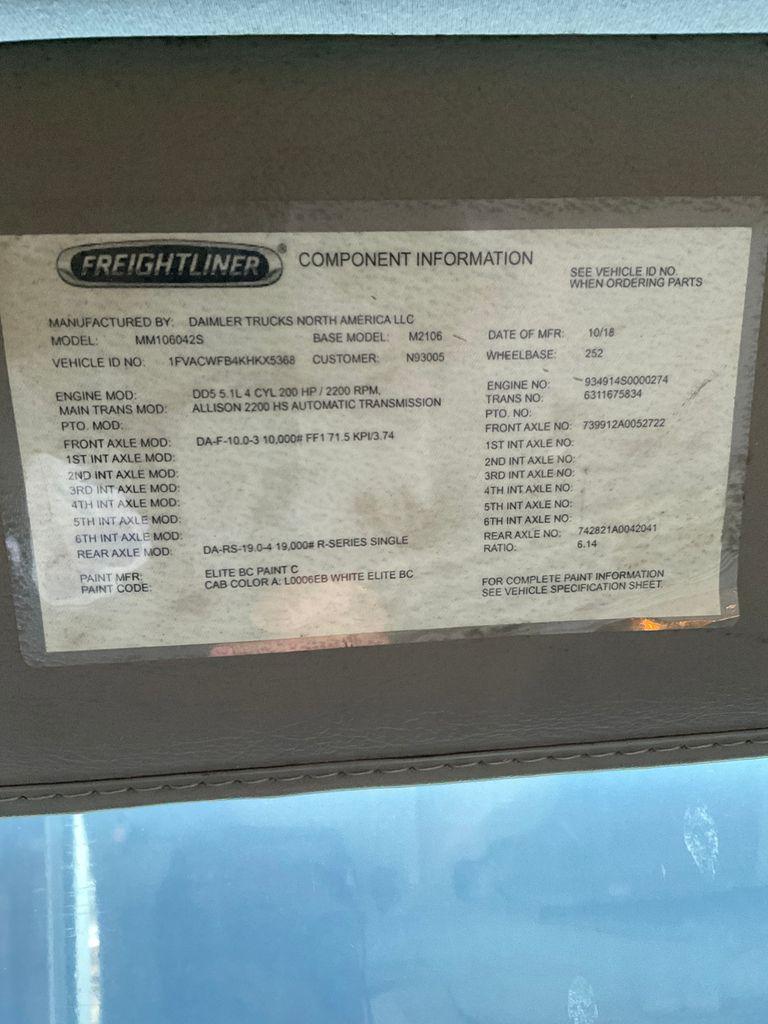 FREIGHTLINER® COMPONENT INFORMATION
SEE VEHICLE ID NO.
WHEN ORDERING PARTS
MANUFACTURED BY: DAIMLER TRUCKS NORTH AMERICA LLC
MODEL: MM106042S BASE MODEL: M2106 DATE OF MFR: 10/18
VEHICLE ID NO: 1FVACWFB4KHKX5368 CUSTOMER: N93005 WHEELBASE: 252
ENGINE MOD: DD5 5.1L 4 CYL 200 HP / 2200 RPM, ENGINE NO: 934914S0000274
MAIN TRANS MOD: ALLISON 2200 HS AUTOMATIC TRANSMISSION TRANS NO: 6311675834
PTO. MOD: PTO. NO:
FRONT AXLE MOD: DA-F-10.0-3 10,000# FF1 71.5 KPI/3.74 FRONT AXLE NO: 739912A0052722
1ST INT AXLE MOD: 1ST INT AXLE NO:
2ND INT AXLE MOD: 2ND INT AXLE NO:
3RD INT AXLE MOD: 3RD INT AXLE NO:
4TH INT AXLE MOD: 4TH INT AXLE NO:
5TH INT AXLE MOD: 5TH INT AXLE NO:
6TH INT AXLE MOD: 6TH INT AXLE NO:
REAR AXLE MOD: DA-RS-19.0-4 19,000# R-SERIES SINGLE REAR AXLE NO: 742821A0042041
RATIO: 6.14
PAINT MFR: ELITE BC PAINT C
PAINT CODE: CAB COLOR A: L0006EB WHITE ELITE BC
FOR COMPLETE PAINT INFORMATION
SEE VEHICLE SPECIFICATION SHEET.